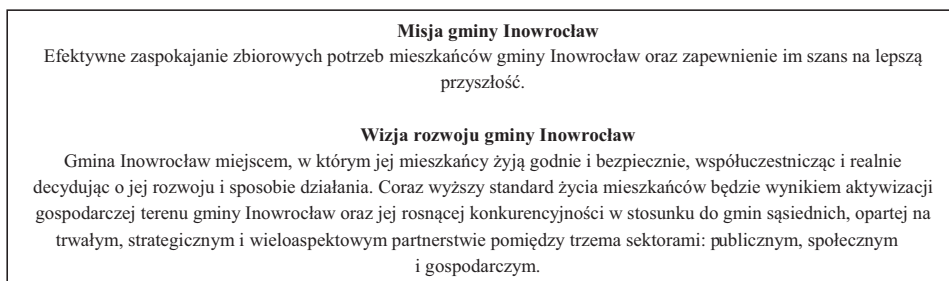 Misja gminy Inowrocław
Efektywne zaspokajanie zbiorowych potrzeb mieszkańców gminy Inowrocław oraz zapewnienie im szans na lepszą
przyszłość.
Wizja rozwoju gminy Inowrocław
Gmina Inowrocław miejscem, w którym jej mieszkańcy żyją godnie i bezpiecznie, współuczestnicząc i realnie
decydując o jej rozwoju i sposobie działania. Coraz wyższy standard życia mieszkańców będzie wynikiem aktywizacji
gospodarczej terenu gminy Inowrocław oraz jej rosnącej konkurencyjności w stosunku do gmin sąsiednich, opartej na
trwałym, strategicznym i wieloaspektowym partnerstwie pomiędzy trzema sektorami: publicznym, społecznym
i gospodarczym.